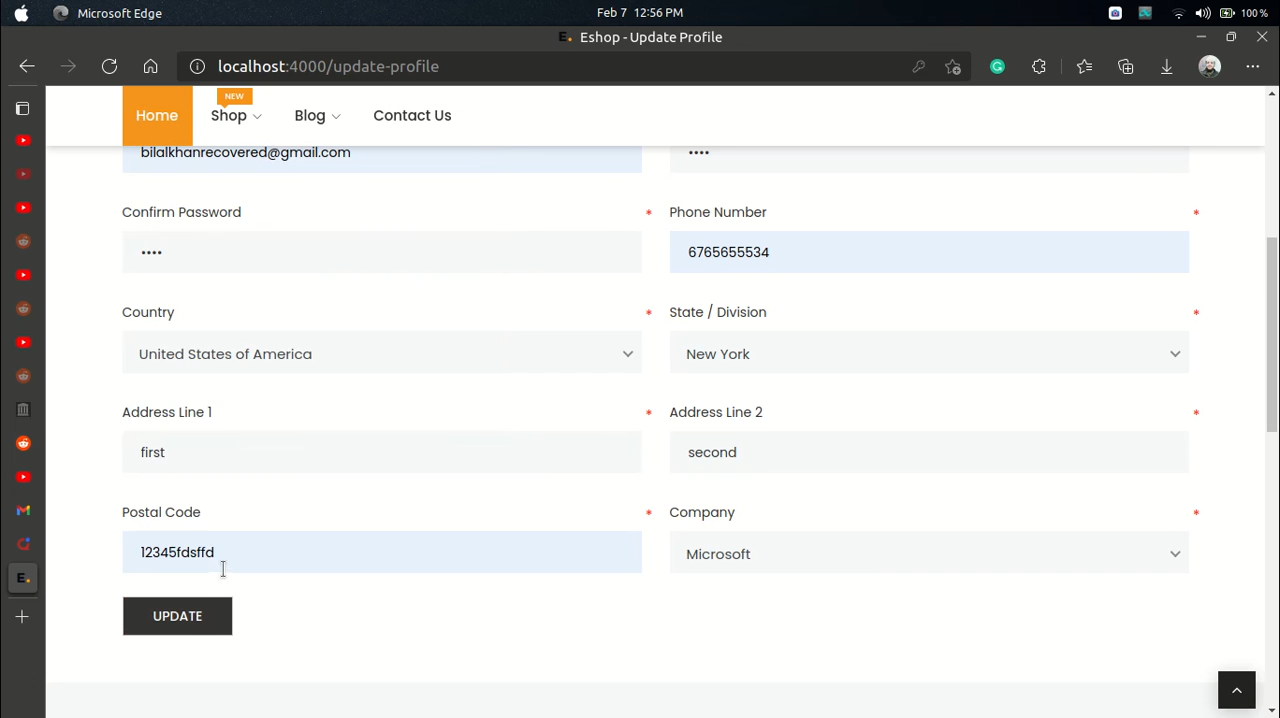 Microsoft Edge
Feb 7 12:56 PM
100 %
E. Eshop - Update Profile
localhost:4000/update-profile
NEW
Home
Shop
Blog
Contact Us
bilalkhanrecovered@gmail.com
••••
Confirm Password *
Phone Number *
••••
6765655534
Country *
State / Division *
United States of America
New York
Address Line 1 *
Address Line 2 *
first
second
Postal Code *
Company *
12345fdsffd
Microsoft
E.
UPDATE